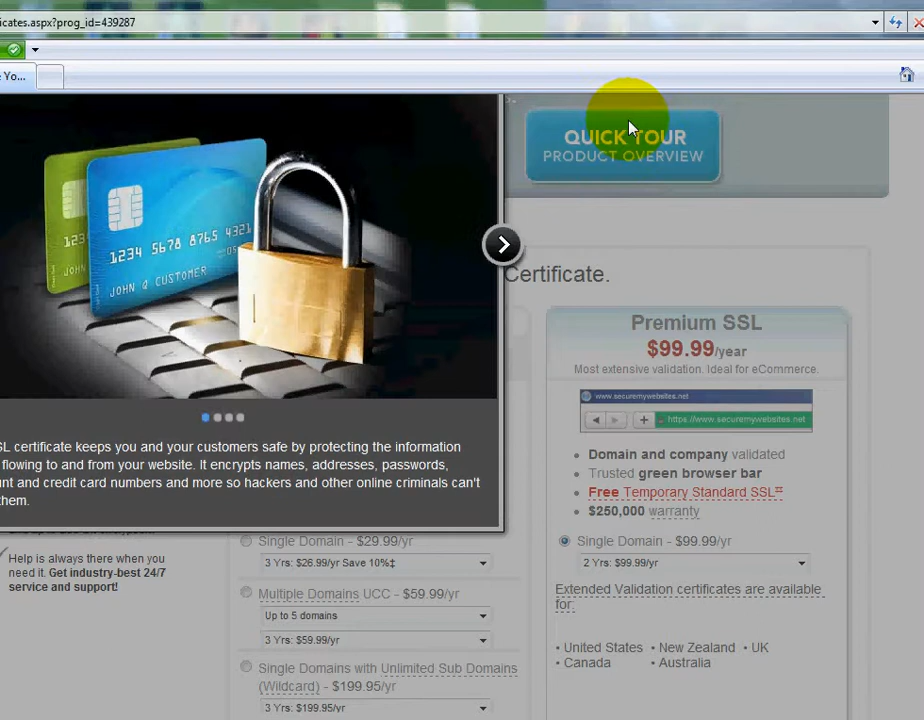 icates.aspx?prog_id=439287
Yo...
QUICK TOUR
PRODUCT OVERVIEW
1234 5678 8765 4321
JOHN Q CUSTOMER
123
JOHN
Certificate.
Premium SSL
$99.99/year
Most extensive validation. Ideal for eCommerce.
www.securemywebsites.net
https://www.securemywebsites.net
SL certificate keeps you and your customers safe by protecting the information
flowing to and from your website. It encrypts names, addresses, passwords,
nt and credit card numbers and more so hackers and other online criminals can't
them.
• Domain and company validated
• Trusted green browser bar
• Free Temporary Standard SSL‡‡
• $250,000 warranty
Help is always there when you
need it. Get industry-best 24/7
service and support!
Single Domain - $29.99/yr
3 Yrs: $26.99/yr Save 10%‡
Multiple Domains UCC - $59.99/yr
Up to 5 domains
3 Yrs: $59.99/yr
Single Domains with Unlimited Sub Domains
(Wildcard) - $199.95/yr
3 Yrs: $199.95/yr
Single Domain - $99.99/yr
2 Yrs: $99.99/yr
Extended Validation certificates are available
for:
• United States • New Zealand • UK
• Canada • Australia